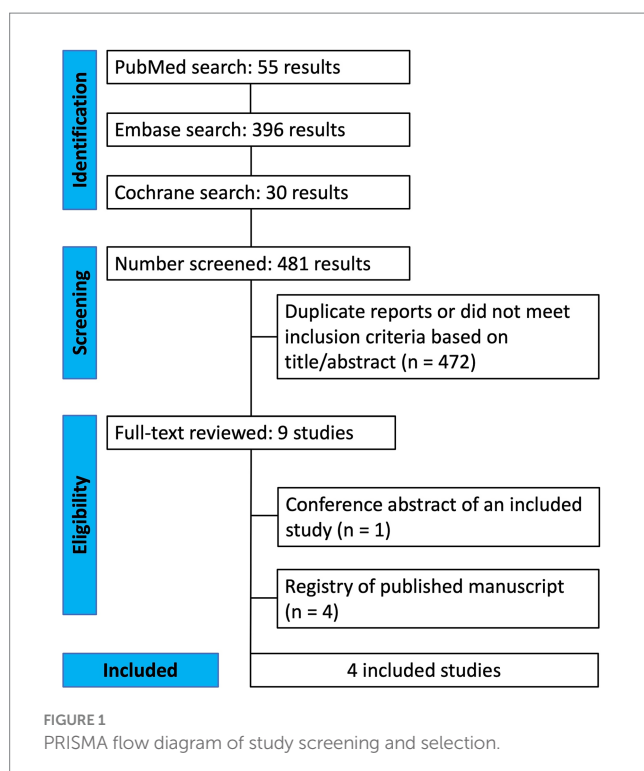 Identification
PubMed search: 55 results
Embase search: 396 results
Cochrane search: 30 results
Screening
Number screened: 481 results
Duplicate reports or did not meet
inclusion criteria based on
title/abstract (n = 472)
Eligibility
Full-text reviewed: 9 studies
Conference abstract of an included
study (n = 1)
Registry of published manuscript
(n = 4)
Included
4 included studies
FIGURE 1
PRISMA flow diagram of study screening and selection.